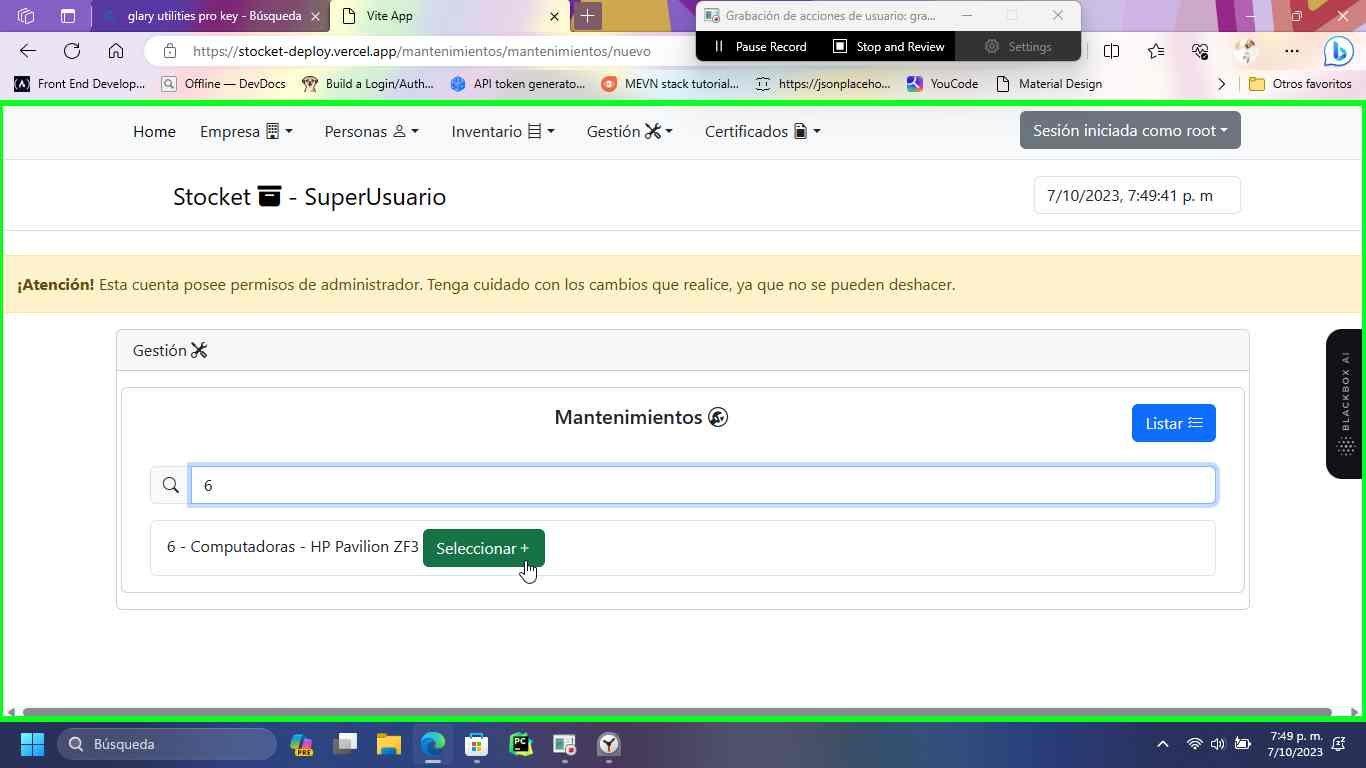 glary utilities pro key - Búsqueda
Vite App
Grabación de acciones de usuario: gra...
Pause Record
Stop and Review
Settings
https://stocket-deploy.vercel.app/mantenimientos/mantenimientos/nuevo
Front End Develop...
Offline — DevDocs
Build a Login/Auth...
API token generato...
MEVN stack tutorial...
https://jsonplaceho...
YouCode
Material Design
Otros favoritos
Home
Empresa
Personas
Inventario
Gestión
Certificados
Sesión iniciada como root
Stocket - SuperUsuario
7/10/2023, 7:49:41 p. m
¡Atención! Esta cuenta posee permisos de administrador. Tenga cuidado con los cambios que realice, ya que no se pueden deshacer.
Gestión
BLACKBOX AI
Mantenimientos
Listar
6
6 - Computadoras - HP Pavilion ZF3
Seleccionar +
Búsqueda
PRE
PC
7:49 p. m.
7/10/2023